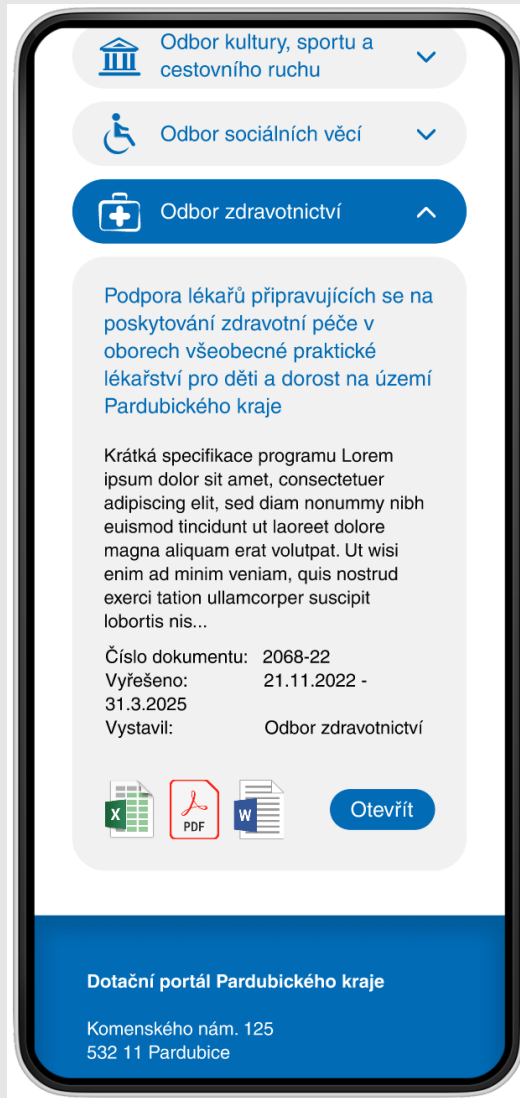 Odbor kultury, sportu a
cestovního ruchu
Odbor sociálních věcí
Odbor zdravotnictví
Podpora lékařů připravujících se na
poskytování zdravotní péče v
oborech všeobecné praktické
lékařství pro děti a dorost na území
Pardubického kraje
Krátká specifikace programu Lorem
ipsum dolor sit amet, consectetuer
adipiscing elit, sed diam nonummy nibh
euismod tincidunt ut laoreet dolore
magna aliquam erat volutpat. Ut wisi
enim ad minim veniam, quis nostrud
exerci tation ullamcorper suscipit
lobortis nis...
Číslo dokumentu: 2068-22
Vyřešeno: 21.11.2022 -
31.3.2025
Vystavil: Odbor zdravotnictví
X PDF W Otevřít
Dotační portál Pardubického kraje
Komenského nám. 125
532 11 Pardubice